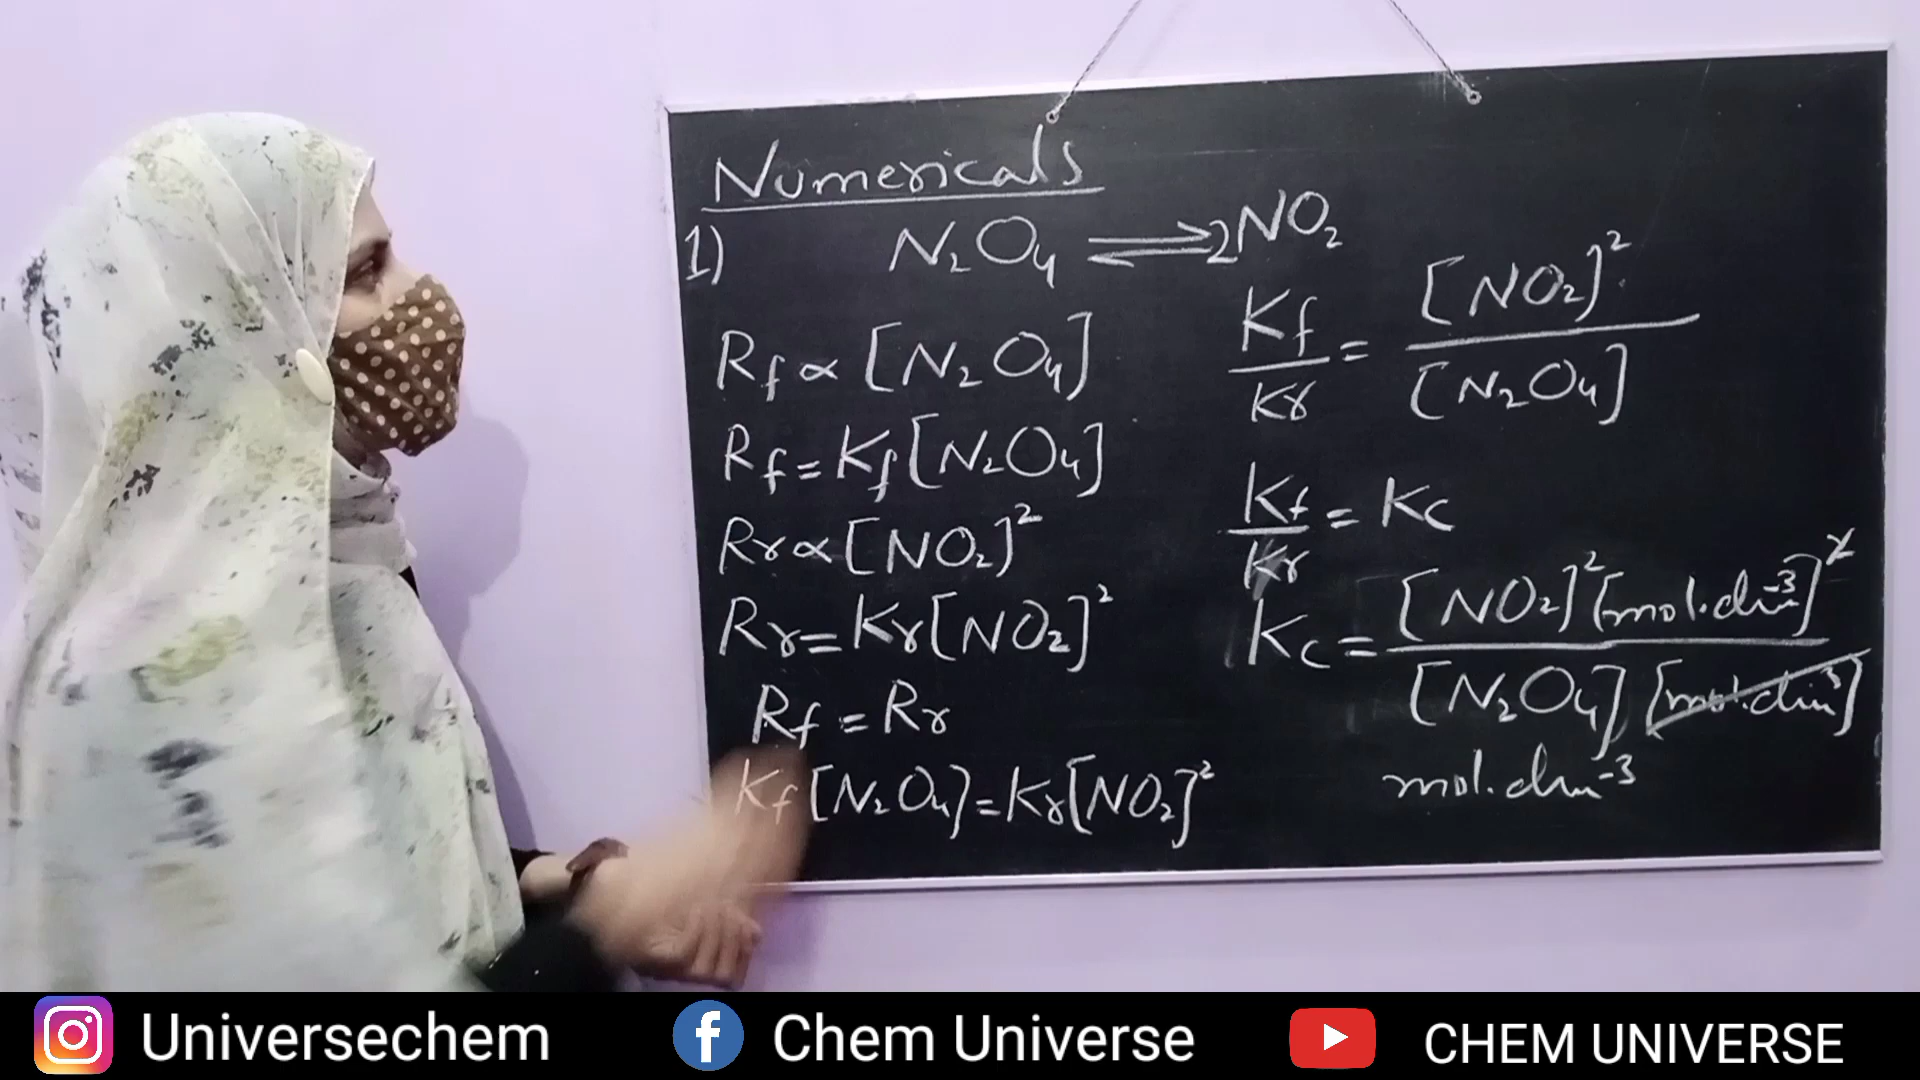 Numericals
1) N₂O₄ ⇌ 2NO₂
Rf ∝ [N₂O₄]
Rf = Kf [N₂O₄]
Rr ∝ [NO₂]²
Rr = Kr [NO₂]²
Rf = Rr
Kf [N₂O₄] = Kr [NO₂]²
Kf/Kr = [NO₂]²/[N₂O₄]
Kf/Kr = Kc
Kc = [NO₂]² [mol.dm⁻³]²/[N₂O₄] [mol.dm⁻³]
mol.dm⁻³
Universechem
Chem Universe
CHEM UNIVERSE